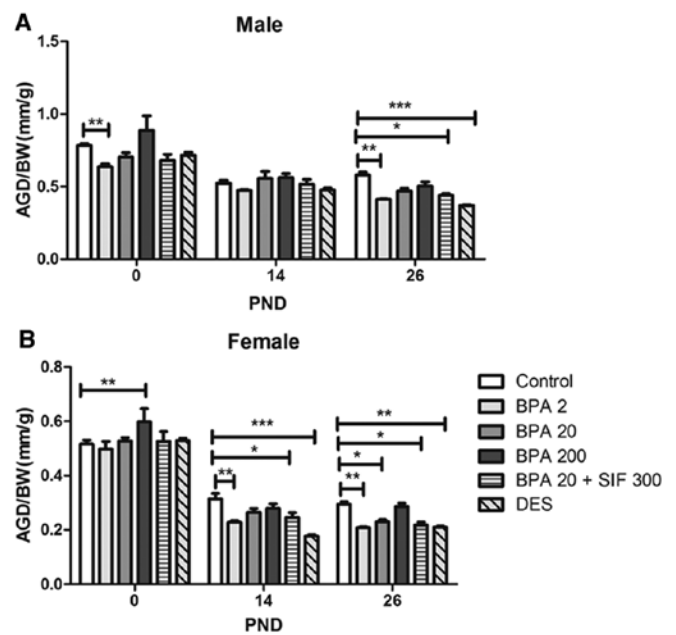 A
Male
AGD/BW(mm/g)
1.5
1.0
0.5
0.0
**
***
*
**
0
14
26
PND
B
Female
AGD/BW(mm/g)
0.8
0.6
0.4
0.2
0.0
**
***
*
**
**
*
*
**
0
14
26
PND
Control
BPA 2
BPA 20
BPA 200
BPA 20 + SIF 300
DES